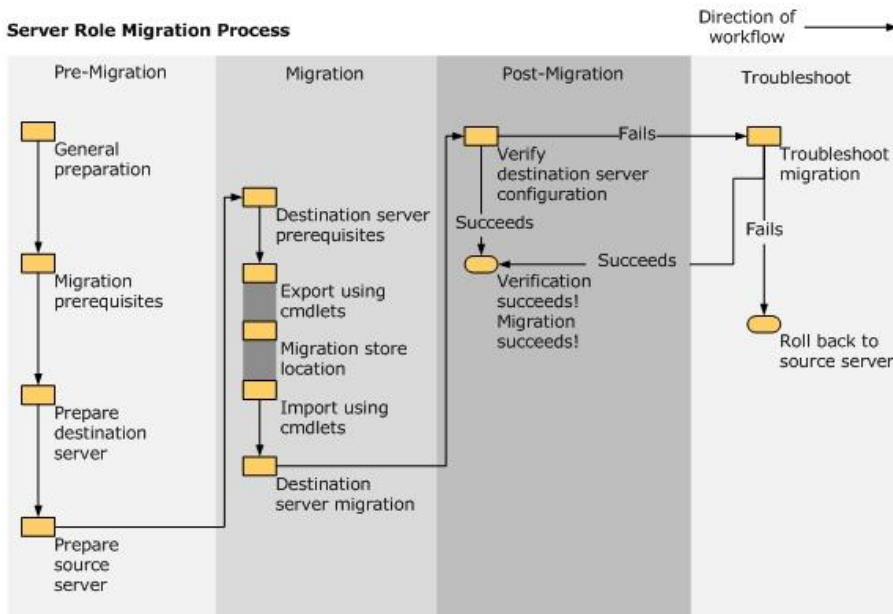 Server Role Migration Process
Direction of
workflow
Pre-Migration
Migration
Post-Migration
Troubleshoot
General
preparation
Migration
prerequisites
Prepare
destination
server
Prepare
source
server
Destination server
prerequisites
Export using
cmdlets
Migration store
location
Import using
cmdlets
Destination
server migration
Verify
destination server
configuration
Fails
Succeeds
Verification
succeeds!
Migration
succeeds!
Troubleshoot
migration
Succeeds
Fails
Roll back to
source server